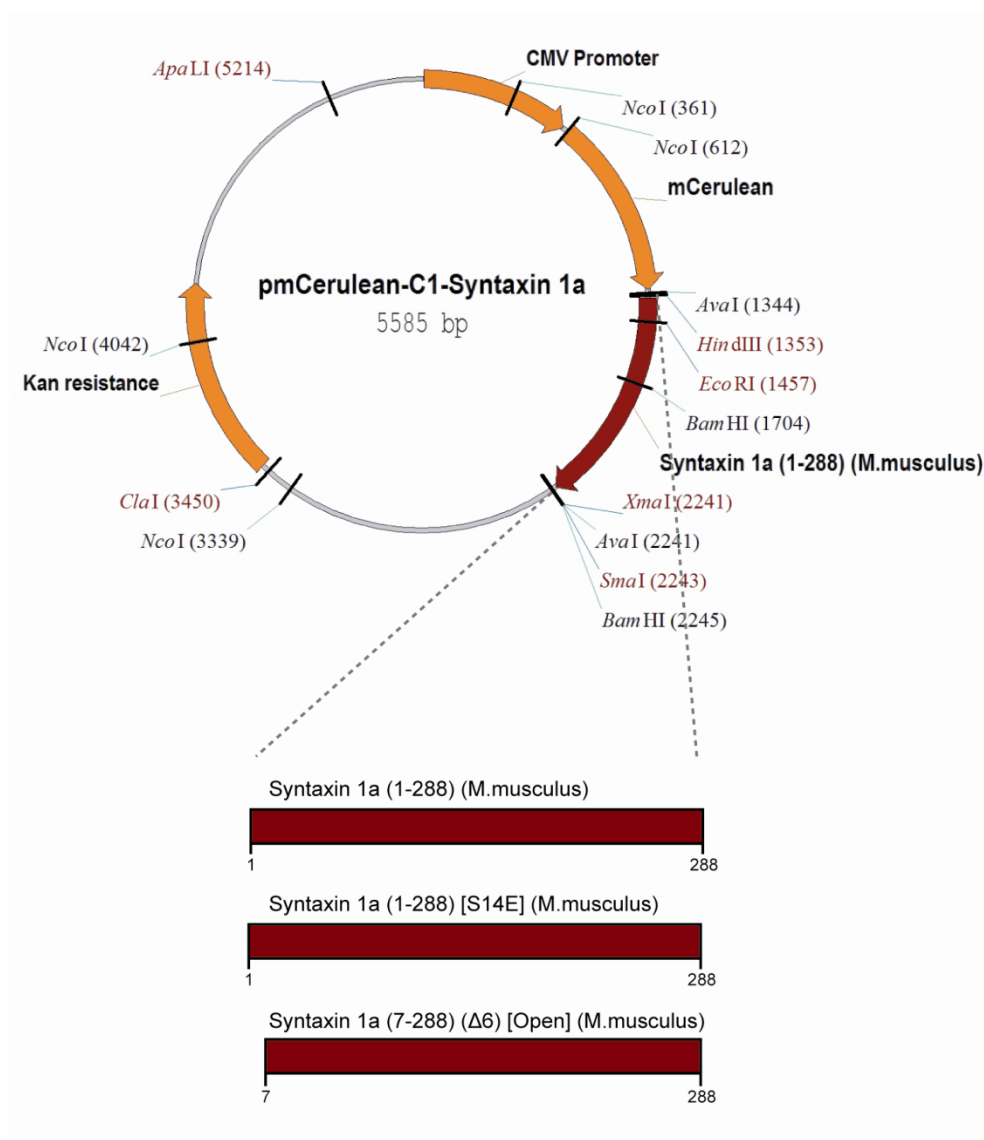 CMV Promoter
ApaLI (5214)
NcoI (361)
NcoI (612)
mCerulean
pmCerulean-C1-Syntaxin 1a
5585 bp
AvaI (1344)
HindIII (1353)
NcoI (4042)
Kan resistance
EcoRI (1457)
BamHI (1704)
Syntaxin 1a (1-288) (M.musculus)
ClaI (3450)
XmaI (2241)
NcoI (3339)
AvaI (2241)
SmaI (2243)
BamHI (2245)
Syntaxin 1a (1-288) (M.musculus)
1 288
Syntaxin 1a (1-288) [S14E] (M.musculus)
1 288
Syntaxin 1a (7-288) (Δ6) [Open] (M.musculus)
7 288